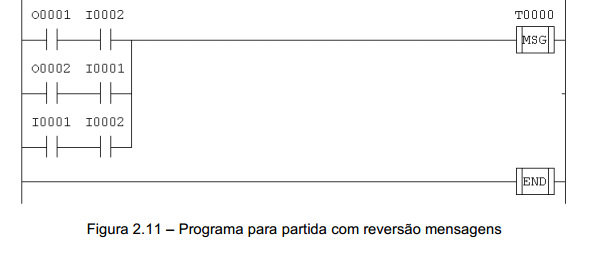 O0001 I0002 T0000
MSG
O0002 I0001
I0001 I0002
END
Figura 2.11 – Programa para partida com reversão mensagens